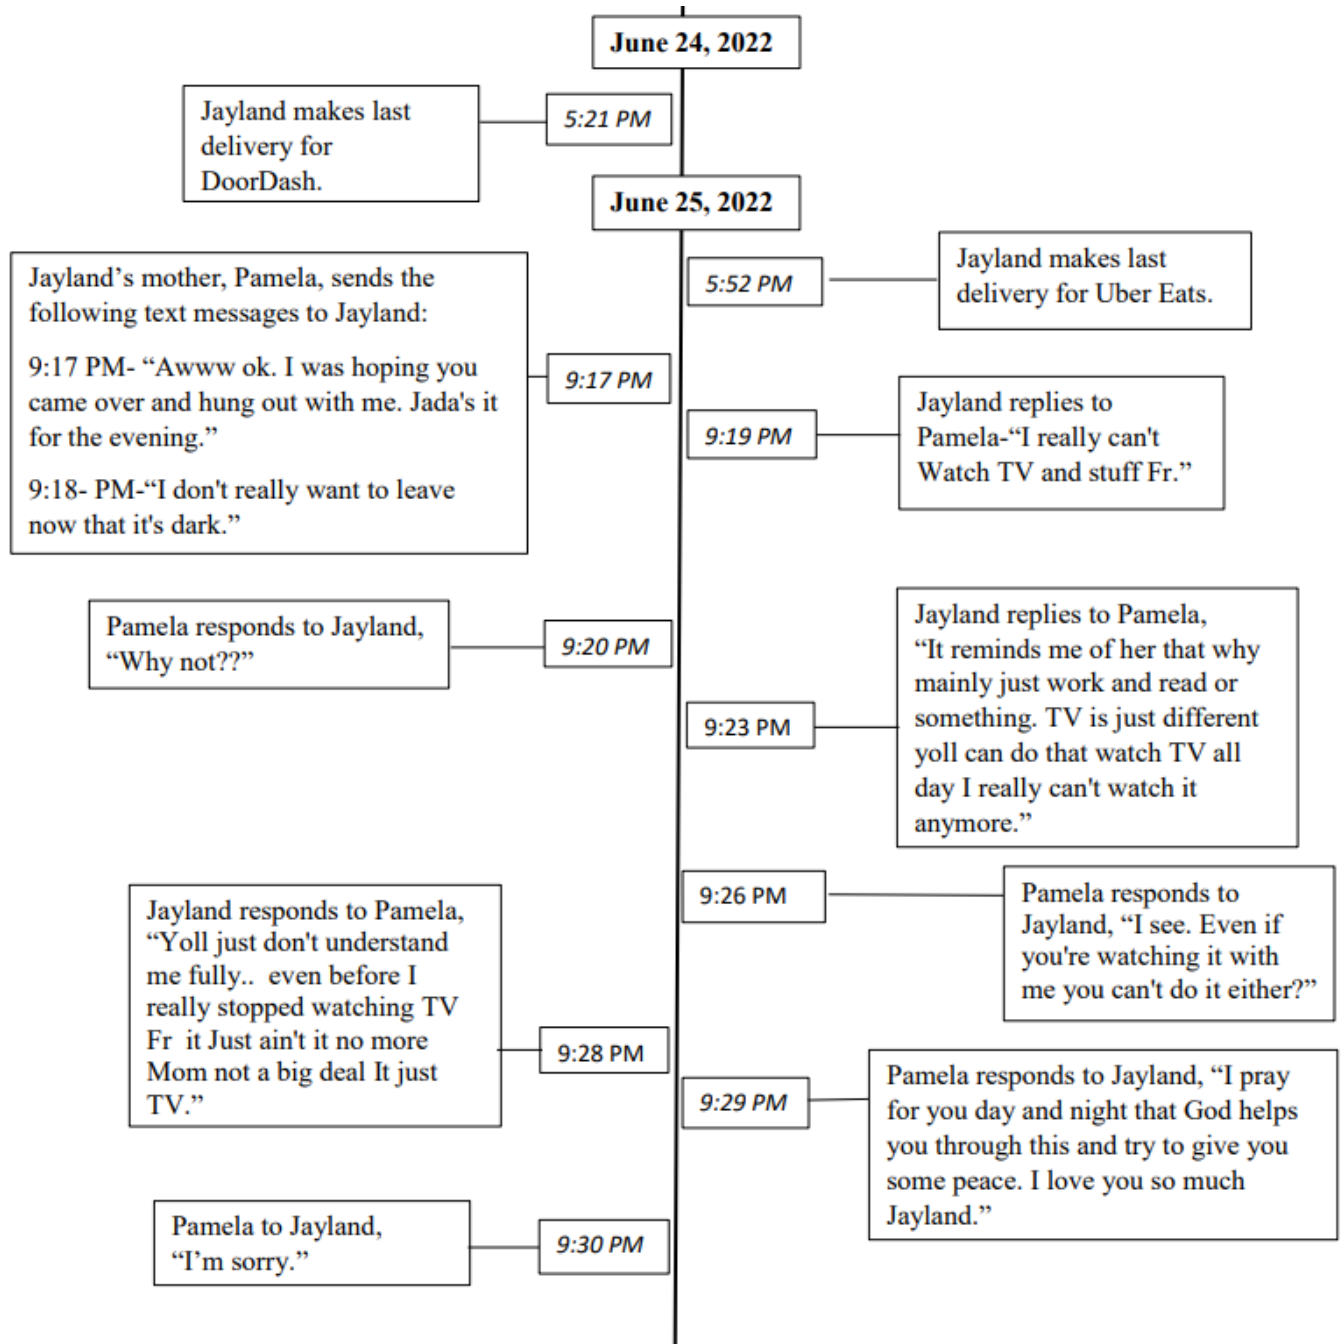 June 24, 2022
5:21 PM
Jayland makes last
delivery for
DoorDash.
June 25, 2022
5:52 PM
Jayland makes last
delivery for Uber Eats.
9:17 PM
Jayland’s mother, Pamela, sends the
following text messages to Jayland:
9:17 PM- “Awww ok. I was hoping you
came over and hung out with me. Jada's it
for the evening.”
9:18- PM-“I don't really want to leave
now that it's dark.”
9:19 PM
Jayland replies to
Pamela-“I really can't
Watch TV and stuff Fr.”
9:20 PM
Pamela responds to Jayland,
“Why not??”
9:23 PM
Jayland replies to Pamela,
“It reminds me of her that why
mainly just work and read or
something. TV is just different
yoll can do that watch TV all
day I really can't watch it
anymore.”
9:26 PM
Pamela responds to
Jayland, “I see. Even if
you're watching it with
me you can't do it either?”
9:28 PM
Jayland responds to Pamela,
“Yoll just don't understand
me fully.. even before I
really stopped watching TV
Fr it Just ain't it no more
Mom not a big deal It just
TV.”
9:29 PM
Pamela responds to Jayland, “I pray
for you day and night that God helps
you through this and try to give you
some peace. I love you so much
Jayland.”
9:30 PM
Pamela to Jayland,
“I’m sorry.”